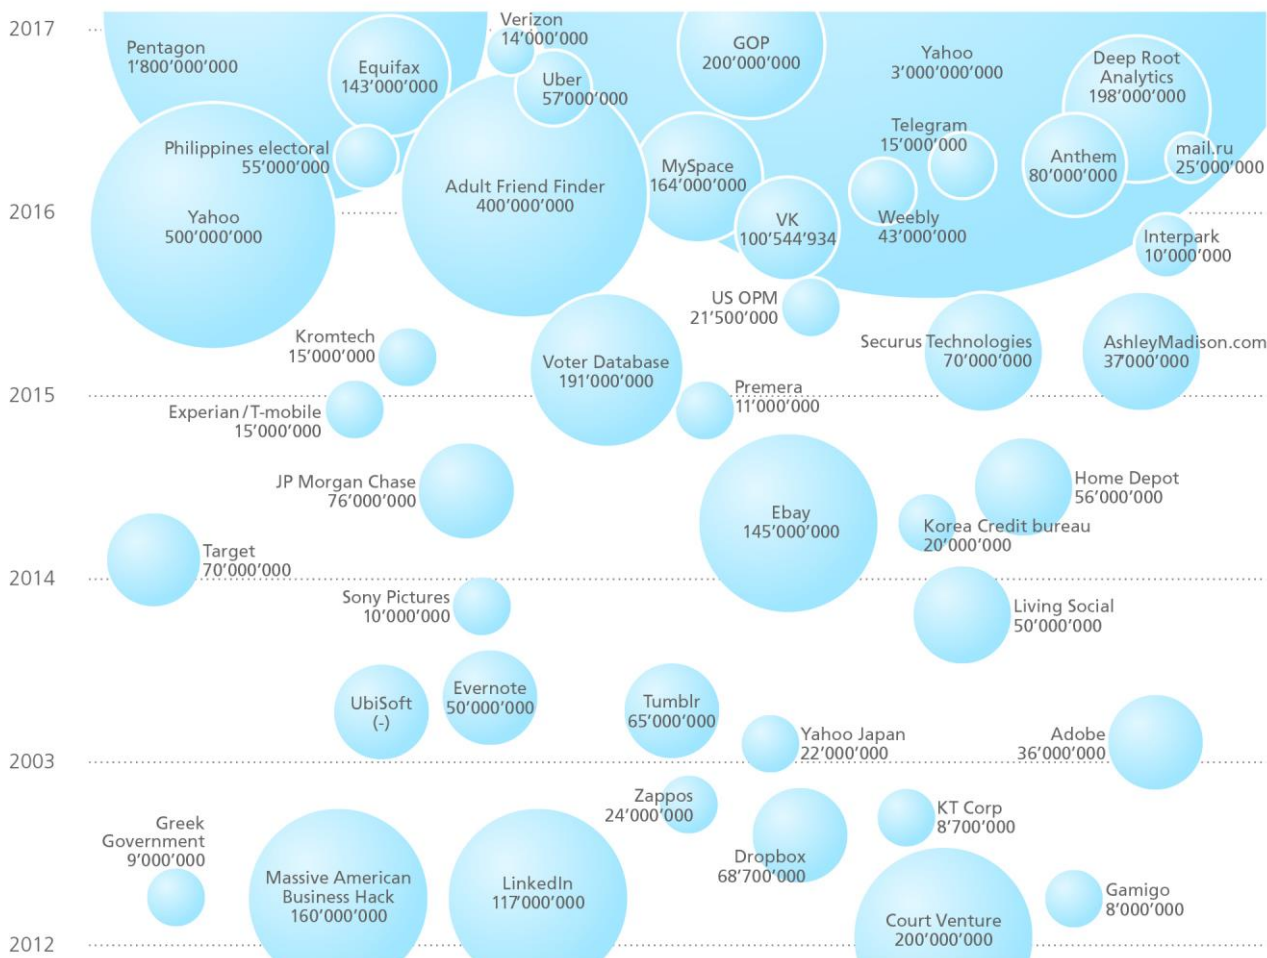 2017
Verizon
14’000’000
Pentagon
1’800’000’000
Equifax
143’000’000
Uber
57’000’000
GOP
200’000’000
Yahoo
3’000’000’000
Deep Root
Analytics
198’000’000
Philippines electoral
55’000’000
Adult Friend Finder
400’000’000
MySpace
164’000’000
Telegram
15’000’000
Anthem
80’000’000
mail.ru
25’000’000
2016
Yahoo
500’000’000
VK
100’544’934
Weebly
43’000’000
Interpark
10’000’000
US OPM
21’500’000
Kromtech
15’000’000
Voter Database
191’000’000
Securus Technologies
70’000’000
AshleyMadison.com
37’000’000
2015
Experian/T-mobile
15’000’000
Premera
11’000’000
JP Morgan Chase
76’000’000
Ebay
145’000’000
Home Depot
56’000’000
Korea Credit bureau
20’000’000
Target
70’000’000
2014
Sony Pictures
10’000’000
Living Social
50’000’000
UbiSoft
(-)
Evernote
50’000’000
Tumblr
65’000’000
Yahoo Japan
22’000’000
Adobe
36’000’000
2003
Zappos
24’000’000
KT Corp
8’700’000
Greek
Government
9’000’000
Dropbox
68’700’000
Massive American
Business Hack
160’000’000
LinkedIn
117’000’000
Court Venture
200’000’000
Gamigo
8’000’000
2012